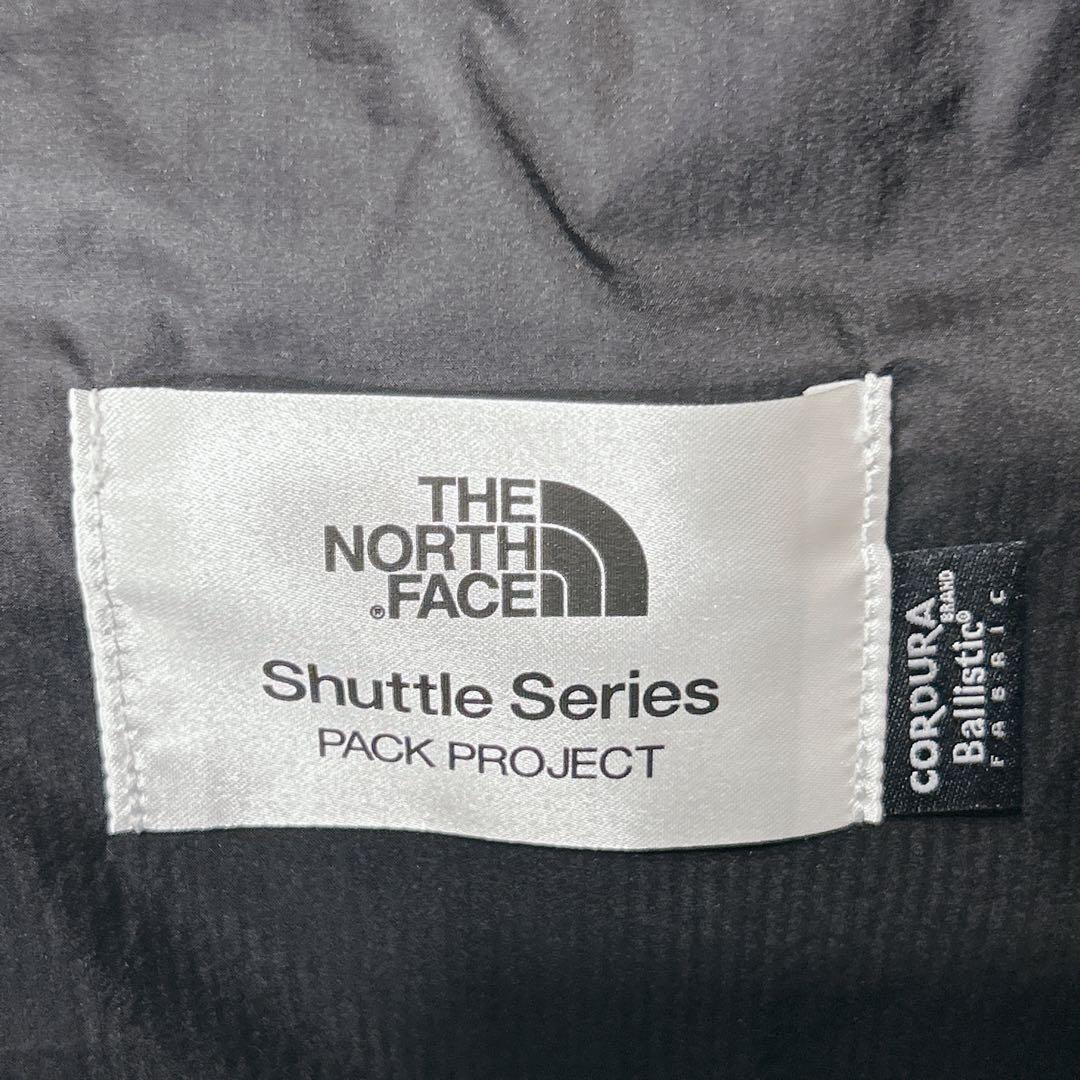 THE
NORTH
®FACE
Shuttle Series
PACK PROJECT
CORDURA
BRAND
Ballistic®
FABRIC